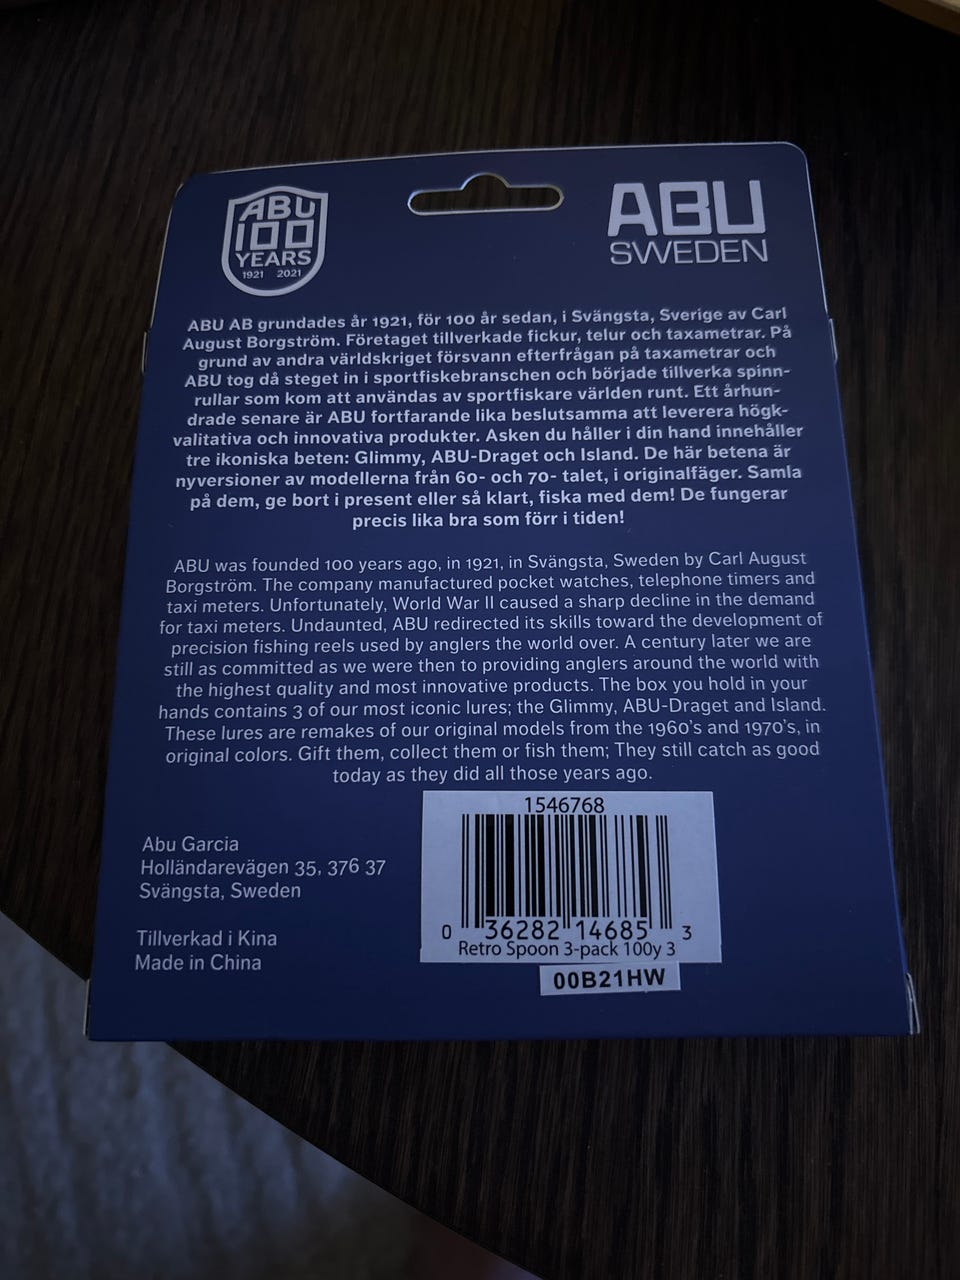 ABU
100
YEARS
1921 2021
ABU
SWEDEN
ABU AB grundades år 1921, för 100 år sedan, i Svängsta, Sverige av Carl
August Borgström. Företaget tillverkade fickur, telur och taxametrar. På
grund av andra världskriget försvann efterfrågan på taxametrar och
ABU tog då steget in i sportfiskebranschen och började tillverka spinn-
rullar som kom att användas av sportfiskare världen runt. Ett århun-
drade senare är ABU fortfarande lika beslutsamma att leverera högk-
valitativa och innovativa produkter. Asken du håller i din hand innehåller
tre ikoniska beten: Glimmy, ABU-Draget och Island. De här betena är
nyversioner av modellerna från 60- och 70- talet, i originalfäger. Samla
på dem, ge bort i present eller så klart, fiska med dem! De fungerar
precis lika bra som förr i tiden!
ABU was founded 100 years ago, in 1921, in Svängsta, Sweden by Carl August
Borgström. The company manufactured pocket watches, telephone timers and
taxi meters. Unfortunately, World War II caused a sharp decline in the demand
for taxi meters. Undaunted, ABU redirected its skills toward the development of
precision fishing reels used by anglers the world over. A century later we are
still as committed as we were then to providing anglers around the world with
the highest quality and most innovative products. The box you hold in your
hands contains 3 of our most iconic lures; the Glimmy, ABU-Draget and Island.
These lures are remakes of our original models from the 1960's and 1970's, in
original colors. Gift them, collect them or fish them; They still catch as good
today as they did all those years ago.
Abu Garcia
Holländarevägen 35, 376 37
Svängsta, Sweden
Tillverkad i Kina
Made in China
1546768
0 36282 14685 3
Retro Spoon 3-pack 100y 3
00B21HW